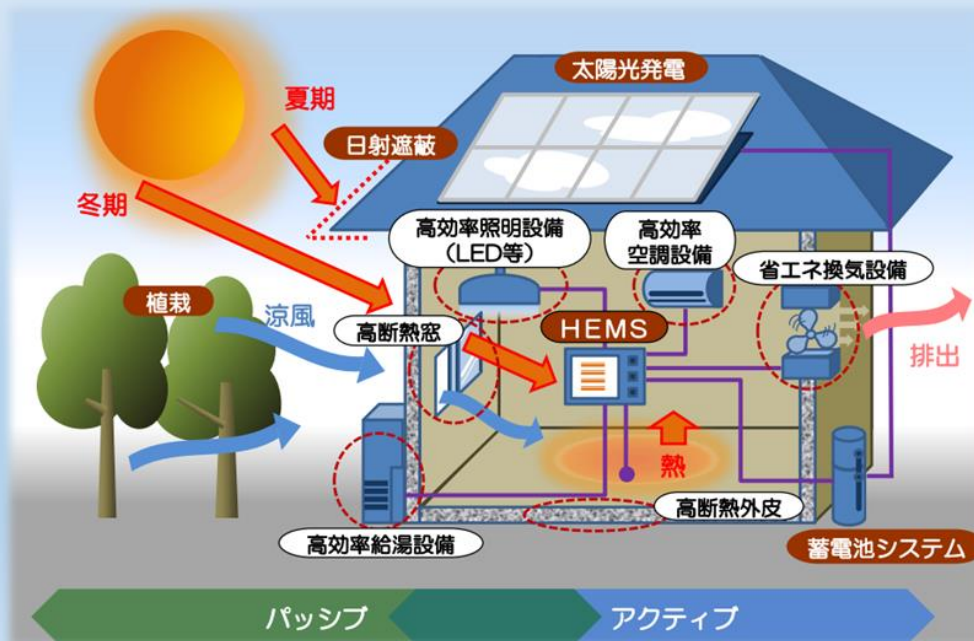 太陽光発電
夏期
日射遮蔽
冬期
高効率照明設備
(LED等)
高効率
空調設備
省エネ換気設備
植栽
涼風
高断熱窓
HEMS
排出
熱
高断熱外皮
高効率給湯設備
蓄電池システム
パッシブ
アクティブ